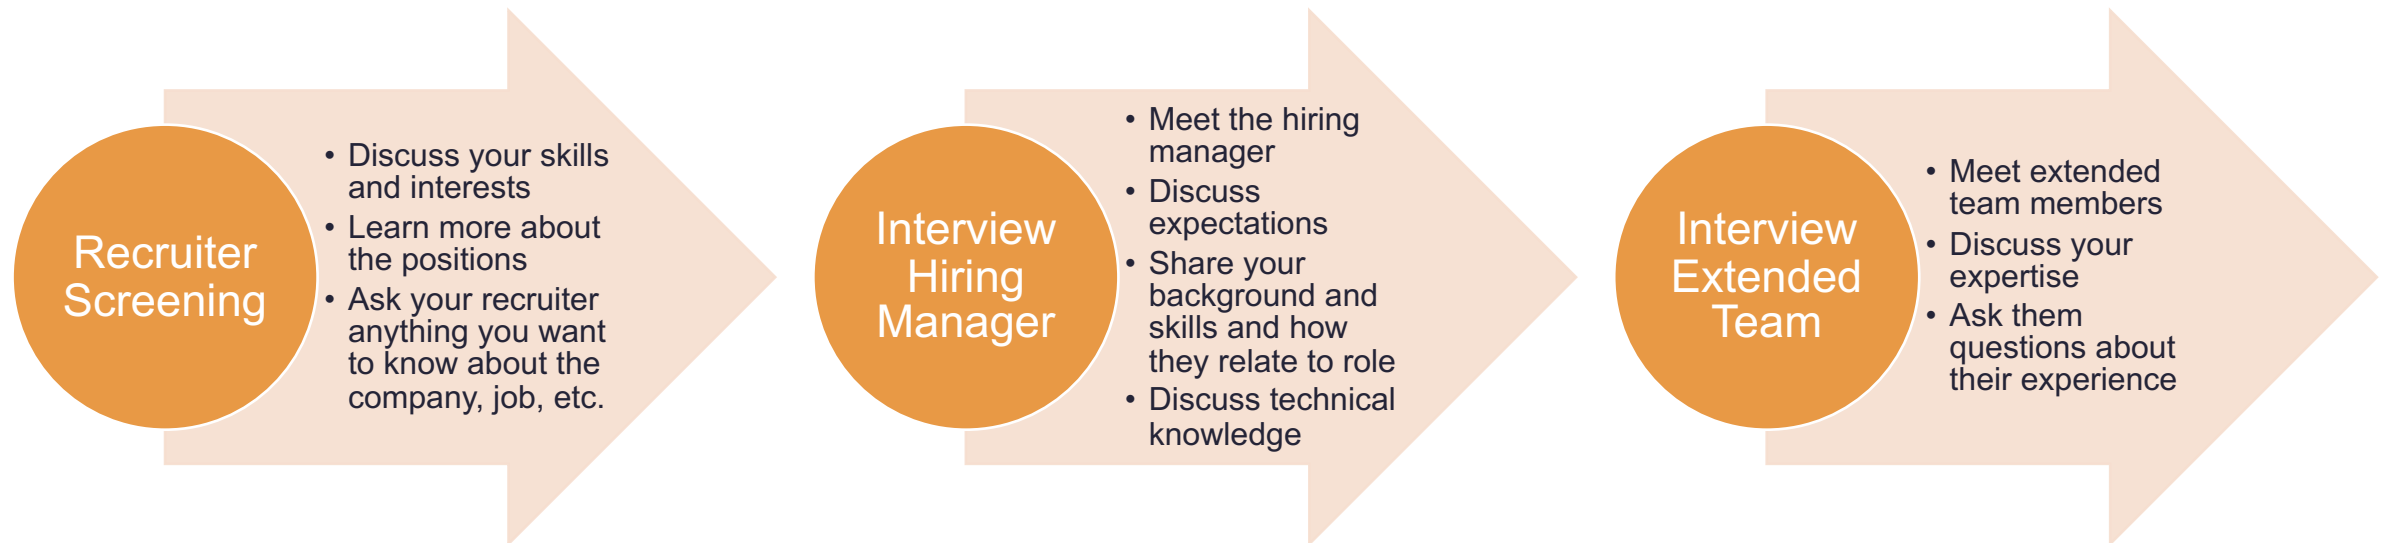 Recruiter
Screening
• Discuss your skills
and interests
• Learn more about
the positions
• Ask your recruiter
anything you want
to know about the
company, job, etc.
Interview
Hiring
Manager
• Meet the hiring
manager
• Discuss
expectations
• Share your
background and
skills and how
they relate to role
• Discuss technical
knowledge
Interview
Extended
Team
• Meet extended
team members
• Discuss your
expertise
• Ask them
questions about
their experience